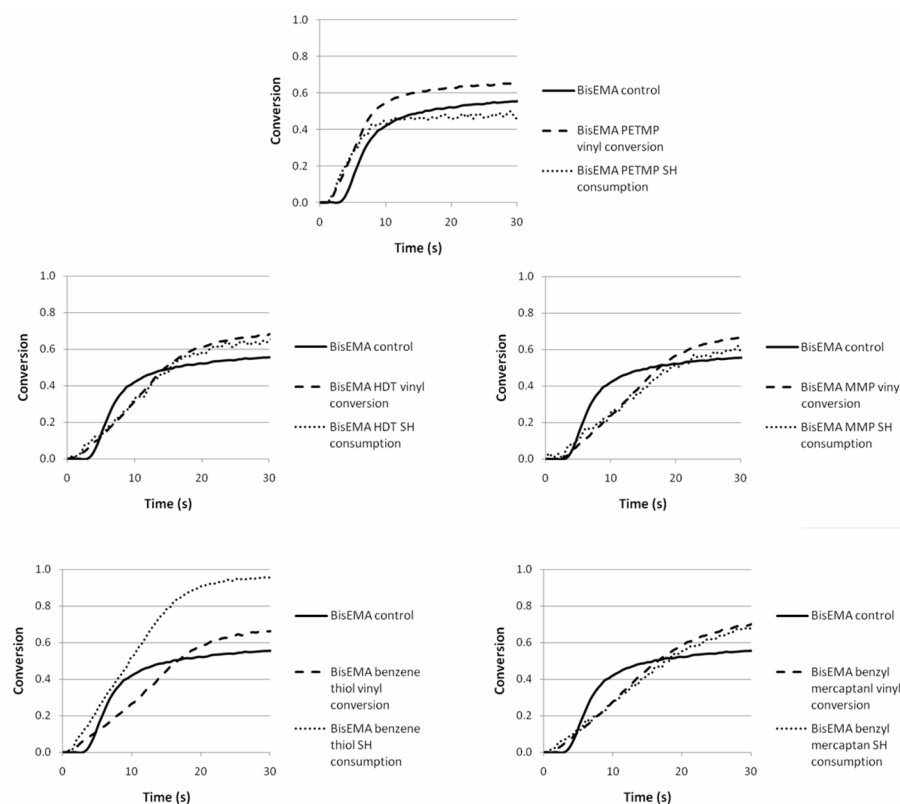 1.0
0.8
0.6
0.4
0.2
0.0
Conversion
0
10
20
30
Time (s)
BisEMA control
BisEMA PETMP
vinyl conversion
BisEMA PETMP SH
consumption
1.0
0.8
0.6
0.4
0.2
0.0
Conversion
0
10
20
30
Time (s)
BisEMA control
BisEMA HDT vinyl
conversion
BisEMA HDT SH
consumption
1.0
0.8
0.6
0.4
0.2
0.0
Conversion
0
10
20
30
Time (s)
BisEMA control
BisEMA MMP viny
conversion
BisEMA MMP SH
consumption
1.0
0.8
0.6
0.4
0.2
0.0
Conversion
0
10
20
30
Time (s)
BisEMA control
BisEMA benzene
thiol vinyl
conversion
BisEMA benzene
thiol SH
consumption
1.0
0.8
0.6
0.4
0.2
0.0
Conversion
0
10
20
30
Time (s)
BisEMA control
BisEMA benzyl
mercaptanl vinyl
conversion
BisEMA benzyl
mercaptan SH
consumption